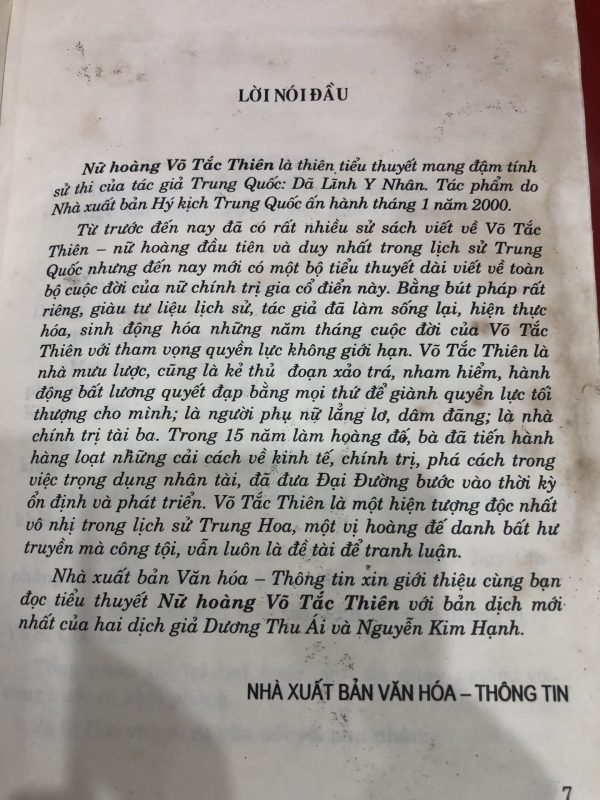 LỜI NÓI ĐẦU
Nữ hoàng Võ Tắc Thiên là thiên tiểu thuyết mang đậm tính
sử thi của tác giả Trung Quốc: Dã Lĩnh Y Nhân. Tác phẩm do
Nhà xuất bản Hý kịch Trung Quốc ấn hành tháng 1 năm 2000.
Từ trước đến nay đã có rất nhiều sử sách viết về Võ Tắc
Thiên – nữ hoàng đầu tiên và duy nhất trong lịch sử Trung
Quốc nhưng đến nay mới có một bộ tiểu thuyết dài viết về toàn
bộ cuộc đời của nữ chính trị gia cổ điển này. Bằng bút pháp rất
riêng, giàu tư liệu lịch sử, tác giả đã làm sống lại, hiện thực
hóa, sinh động hóa những năm tháng cuộc đời của Võ Tắc
Thiên với tham vọng quyền lực không giới hạn. Võ Tắc Thiên là
nhà mưu lược, cũng là kẻ thủ đoạn xảo trá, nham hiểm, hành
động bất lương quyết đạp bằng mọi thứ để giành quyền lực tối
thượng cho mình; là người phụ nữ lẳng lơ, dâm đãng; là nhà
chính trị tài ba. Trong 15 năm làm hoàng đế, bà đã tiến hành
hàng loạt những cải cách về kinh tế, chính trị, phá cách trong
việc trọng dụng nhân tài, đã đưa Đại Đường bước vào thời kỳ
ổn định và phát triển. Võ Tắc Thiên là một hiện tượng độc nhất
vô nhị trong lịch sử Trung Hoa, một vị hoàng đế danh bất hư
truyền mà công tội, vẫn luôn là đề tài để tranh luận.
Nhà xuất bản Văn hóa – Thông tin xin giới thiệu cùng bạn
đọc tiểu thuyết Nữ hoàng Võ Tắc Thiên với bản dịch mới
nhất của hai dịch giả Dương Thu Ái và Nguyễn Kim Hạnh.
NHÀ XUẤT BẢN VĂN HÓA – THÔNG TIN
7